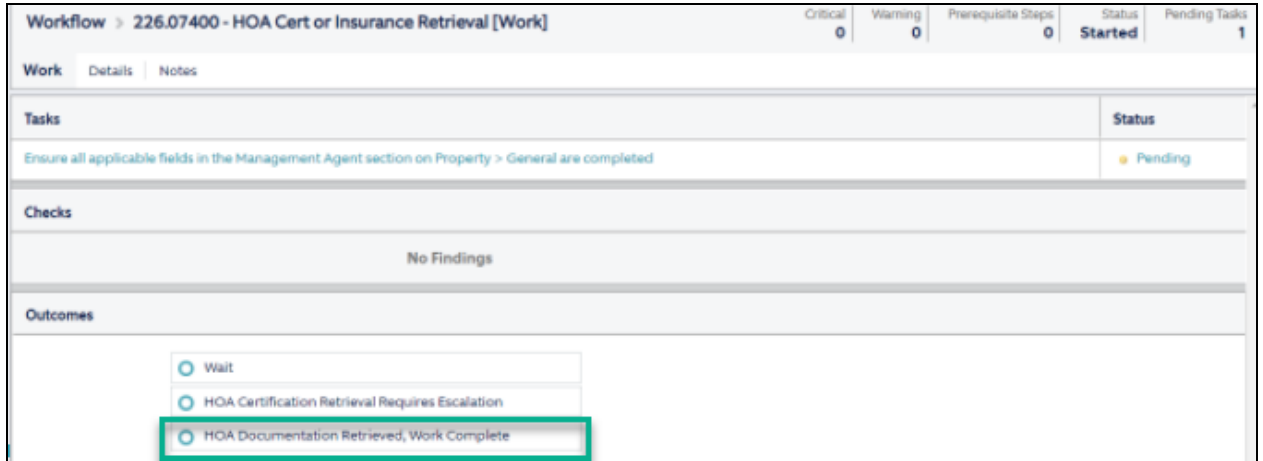 Workflow > 226.07400 - HOA Cert or Insurance Retrieval [Work]
Critical Warning Prerequisite Steps Status Pending Tasks
0 0 0 Started 1
Work Details Notes
Tasks Status
Ensure all applicable fields in the Management Agent section on Property > General are completed Pending
Checks
No Findings
Outcomes
Wait
HOA Certification Retrieval Requires Escalation
HOA Documentation Retrieved, Work Complete